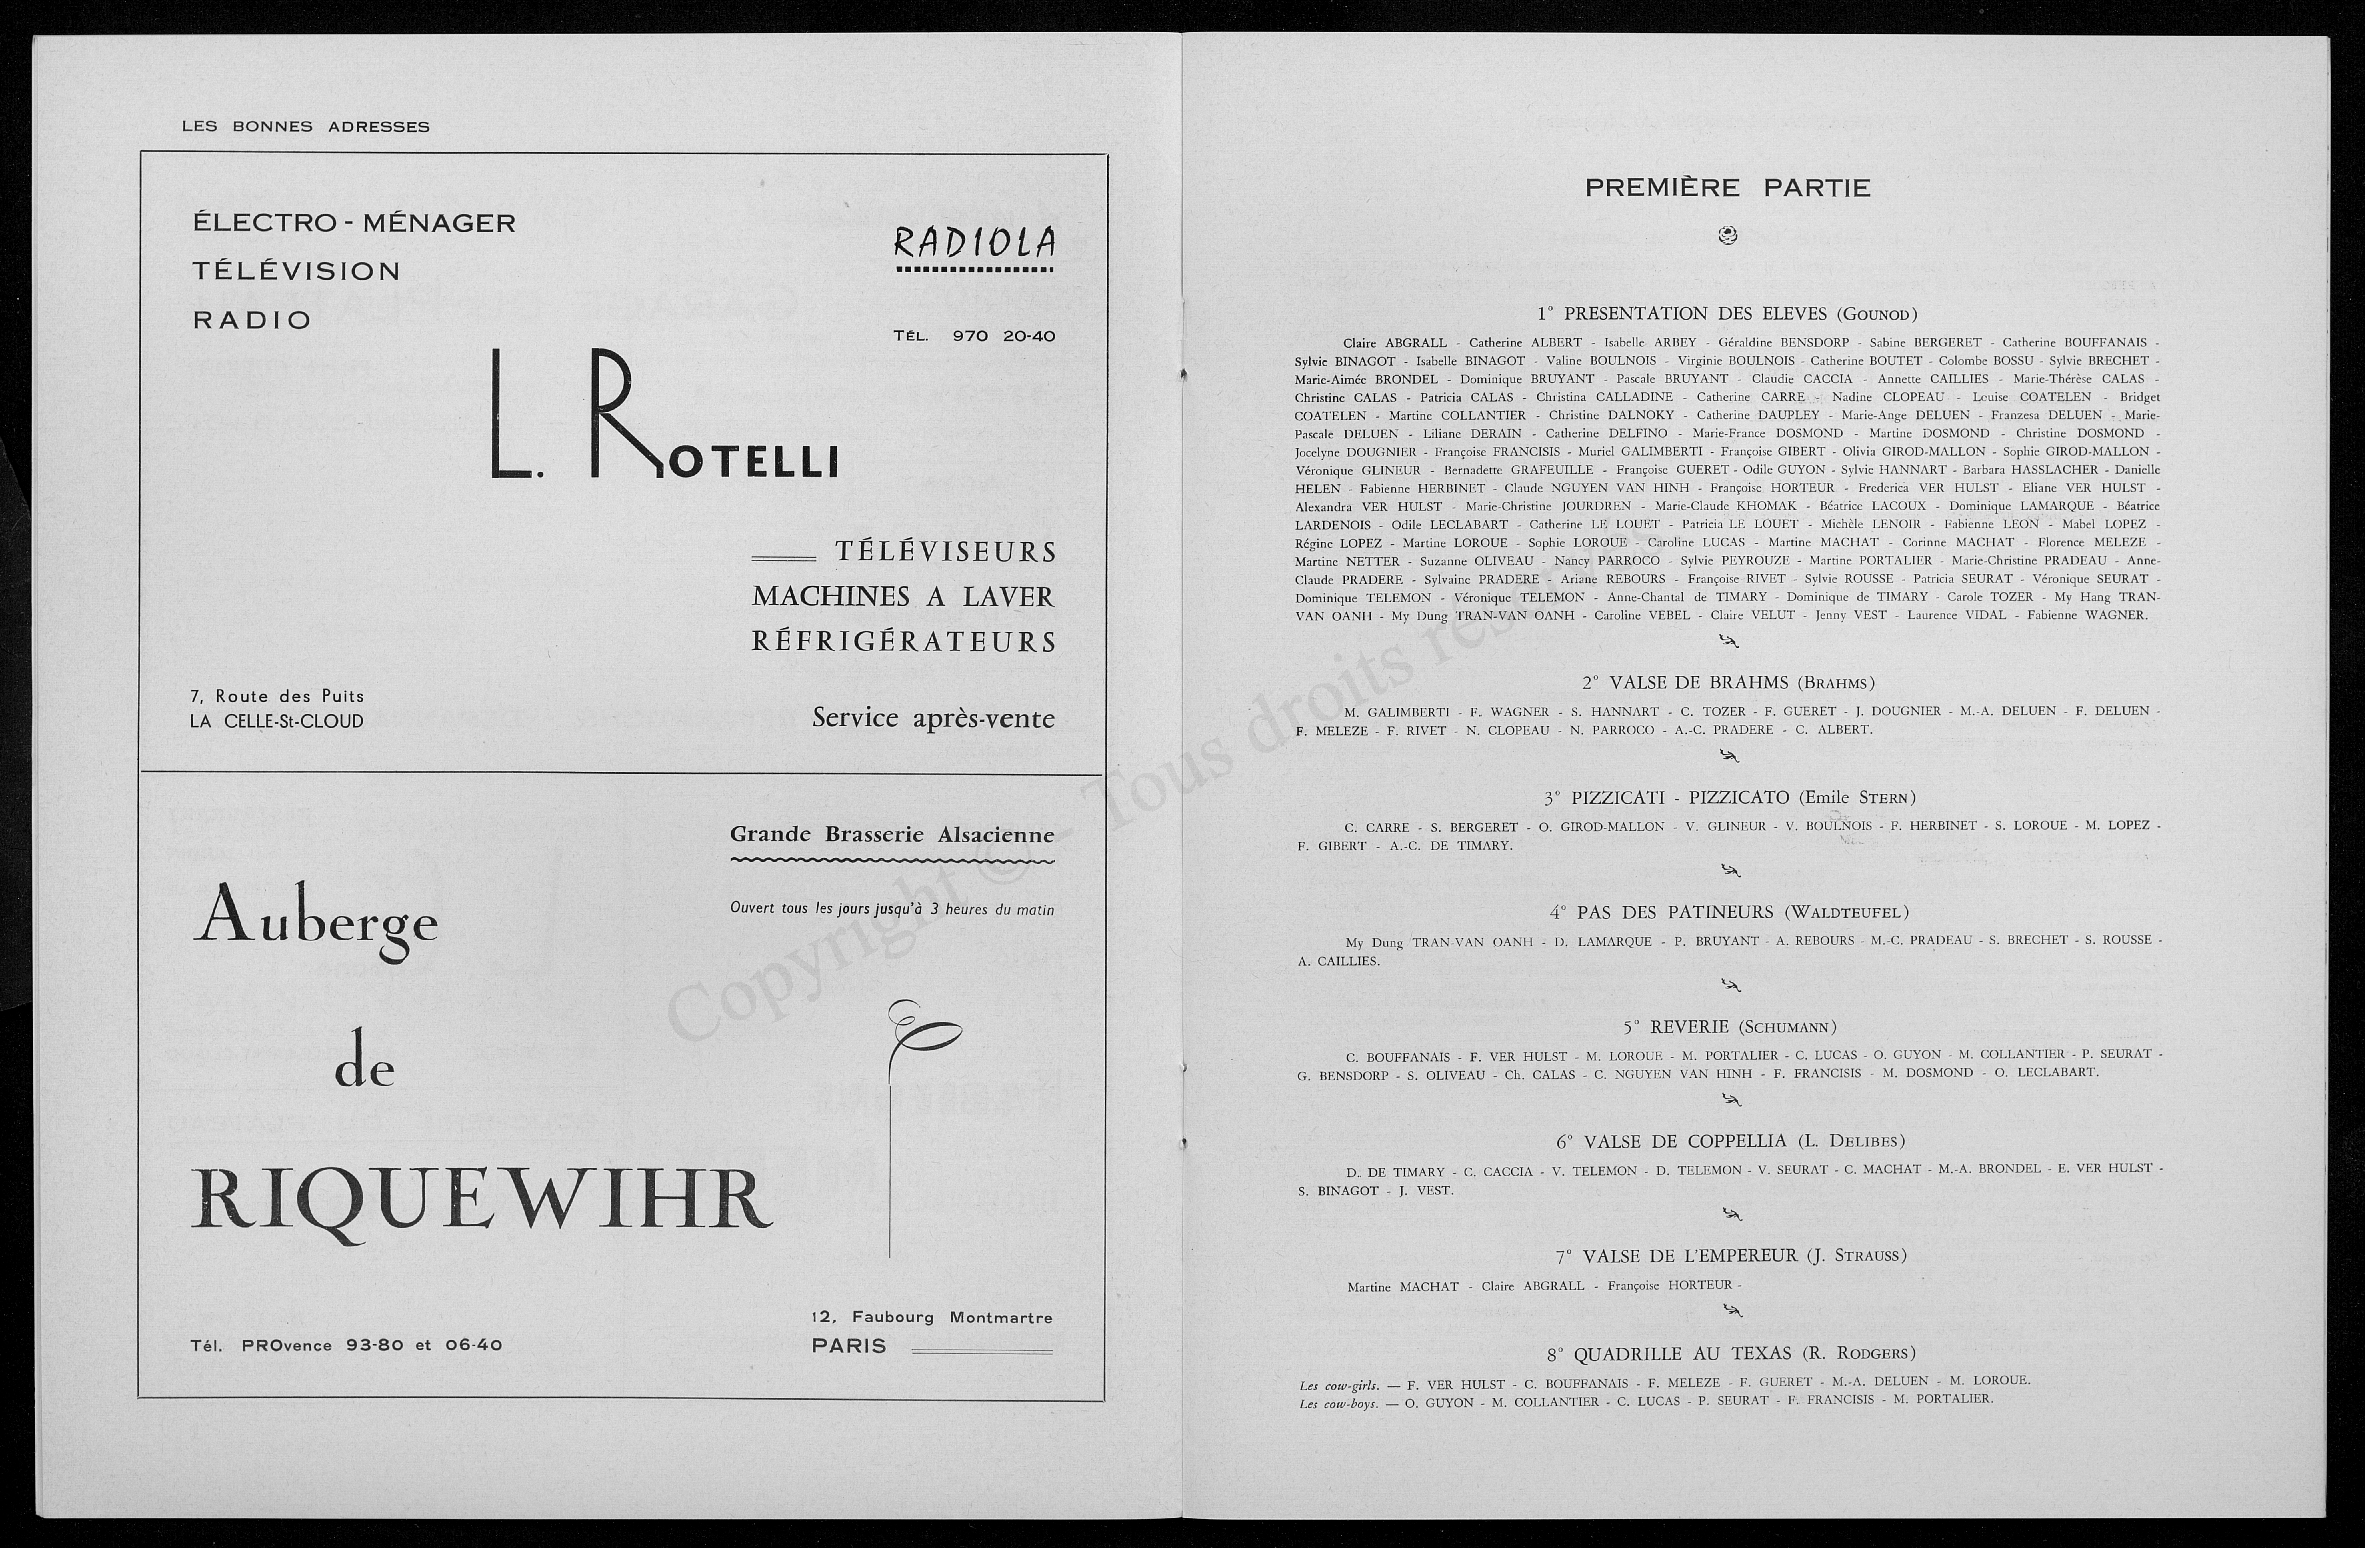 LES BONNES ADRESSES
ÉLECTRO - MÉNAGER
TÉLÉVISION
RADIO
RADIOLA
TÉL. 970 20-40
L. ROTELLI
TÉLÉVISEURS
MACHINES A LAVER
RÉFRIGÉRATEURS
7, Route des Puits
LA CELLE-St-CLOUD
Service après-vente
Grande Brasserie Alsacienne
Ouvert tous les jours jusqu'à 3 heures du matin
Auberge
de
RIQUEWIHR
12, Faubourg Montmartre
PARIS
Tél. PROvence 93-80 et 06-40
PREMIÈRE PARTIE
1° PRESENTATION DES ELEVES (GOUNOD)
Claire ABGRALL - Catherine ALBERT - Isabelle ARBEY - Géraldine BENSDORP - Sabine BERGERET - Catherine BOUFFANAIS -
Sylvie BINAGOT - Isabelle BINAGOT - Valine BOULNOIS - Virginie BOULNOIS - Catherine BOUTET - Colombe BOSSU - Sylvie BRECHET -
Marie-Aimée BRONDEL - Dominique BRUYANT - Pascale BRUYANT - Claudie CACCIA - Annette CAILLIES - Marie-Thérèse CALAS -
Christine CALAS - Patricia CALAS - Christina CALLADINE - Catherine CARRE - Nadine CLOPEAU - Louise COATELEN - Bridget
COATELEN - Martine COLLANTIER - Christine DALNOKY - Catherine DAUPLEY - Marie-Ange DELUEN - Franzesa DELUEN - Marie-
Pascale DELUEN - Liliane DERAIN - Catherine DELFINO - Marie-France DOSMOND - Martine DOSMOND - Christine DOSMOND -
Jocelyne DOUGNIER - Françoise FRANCISIS - Muriel GALIMBERTI - Françoise GIBERT - Olivia GIROD-MALLON - Sophie GIROD-MALLON -
Véronique GLINEUR - Bernadette GRAFEUILLE - Françoise GUERET - Odile GUYON - Sylvie HANNART - Barbara HASSLACHER - Danielle
HELEN - Fabienne HERBINET - Claude NGUYEN VAN HINH - Françoise HORTEUR - Frederica VER HULST - Eliane VER HULST -
Alexandra VER HULST - Marie-Christine JOURDREN - Marie-Claude KHOMAK - Béatrice LACOUX - Dominique LAMARQUE - Béatrice
LARDENOIS - Odile LECLABART - Catherine LE LOUET - Patricia LE LOUET - Michèle LENOIR - Fabienne LEON - Mabel LOPEZ -
Régine LOPEZ - Martine LOROUE - Sophie LOROUE - Caroline LUCAS - Martine MACHAT - Corinne MACHAT - Florence MELEZE -
Martine NETTER - Suzanne OLIVEAU - Nancy PARROCO - Sylvie PEYROUZE - Martine PORTALIER - Marie-Christine PRADEAU - Anne-
Claude PRADERE - Sylvaine PRADERE - Ariane REBOURS - Françoise RIVET - Sylvie ROUSSE - Patricia SEURAT - Véronique SEURAT -
Dominique TELEMON - Véronique TELEMON - Anne-Chantal de TIMARY - Dominique de TIMARY - Carole TOZER - My Hang TRAN-
VAN OANH - My Dung TRAN-VAN OANH - Caroline VEBEL - Claire VELUT - Jenny VEST - Laurence VIDAL - Fabienne WAGNER.
2° VALSE DE BRAHMS (BRAHMS)
M. GALIMBERTI - F. WAGNER - S. HANNART - C. TOZER - F. GUERET - J. DOUGNIER - M.-A. DELUEN - F. DELUEN -
F. MELEZE - F. RIVET - N. CLOPEAU - N. PARROCO - A.-C. PRADERE - C. ALBERT.
3° PIZZICATI - PIZZICATO (Emile STERN)
C. CARRE - S. BERGERET - O. GIROD-MALLON - V. GLINEUR - V. BOULNOIS - F. HERBINET - S. LOROUE - M. LOPEZ -
F. GIBERT - A.-C. DE TIMARY.
4° PAS DES PATINEURS (WALDTEUFEL)
My Dung TRAN-VAN OANH - D. LAMARQUE - P. BRUYANT - A. REBOURS - M.-C. PRADEAU - S. BRECHET - S. ROUSSE -
A. CAILLIES.
5° REVERIE (SCHUMANN)
C. BOUFFANAIS - F. VER HULST - M. LOROUE - M. PORTALIER - C. LUCAS - O. GUYON - M. COLLANTIER - P. SEURAT -
G. BENSDORP - S. OLIVEAU - Ch. CALAS - C. NGUYEN VAN HINH - F. FRANCISIS - M. DOSMOND - O. LECLABART.
6° VALSE DE COPPELLIA (L. DELIBES)
D. DE TIMARY - C. CACCIA - V. TELEMON - D. TELEMON - V. SEURAT - C. MACHAT - M.-A. BRONDEL - E. VER HULST -
S. BINAGOT - J. VEST.
7° VALSE DE L'EMPEREUR (J. STRAUSS)
Martine MACHAT - Claire ABGRALL - Françoise HORTEUR -
8° QUADRILLE AU TEXAS (R. RODGERS)
Les cow-girls. — F. VER HULST - C. BOUFFANAIS - F. MELEZE - F. GUERET - M.-A. DELUEN - M. LOROUE.
Les cow-boys. — O. GUYON - M. COLLANTIER - C. LUCAS - P. SEURAT - F. FRANCISIS - M. PORTALIER.
Copyright © - Tous droits réservés